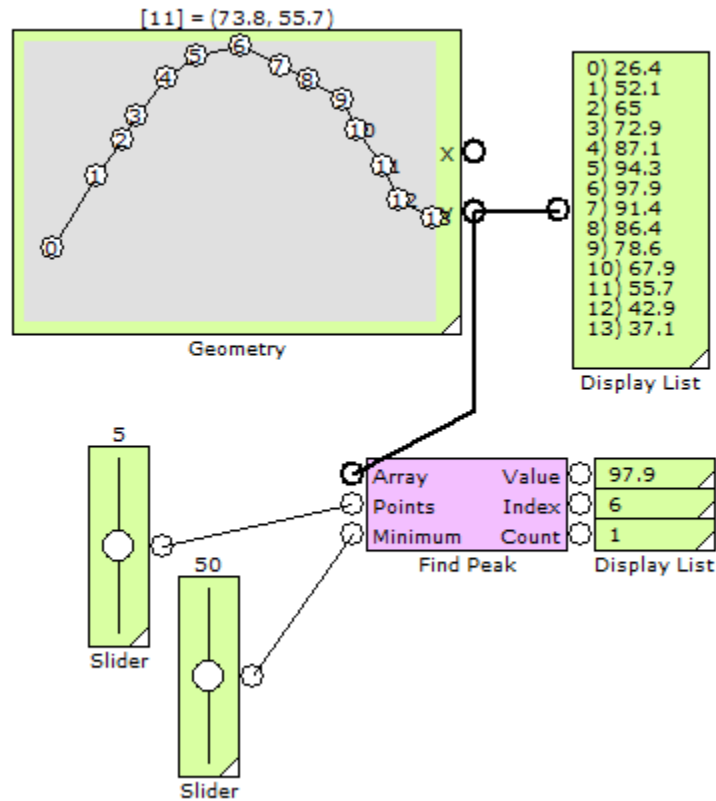 [11] = (73.8, 55.7)
0
1
2
3
4
5
6
7
8
9
10
11
12
13
X
Y
Geometry
0) 26.4
1) 52.1
2) 65
3) 72.9
4) 87.1
5) 94.3
6) 97.9
7) 91.4
8) 86.4
9) 78.6
10) 67.9
11) 55.7
12) 42.9
13) 37.1
Display List
5
Slider
50
Slider
Array Value
Points Index
Minimum Count
Find Peak
97.9
6
1
Display List